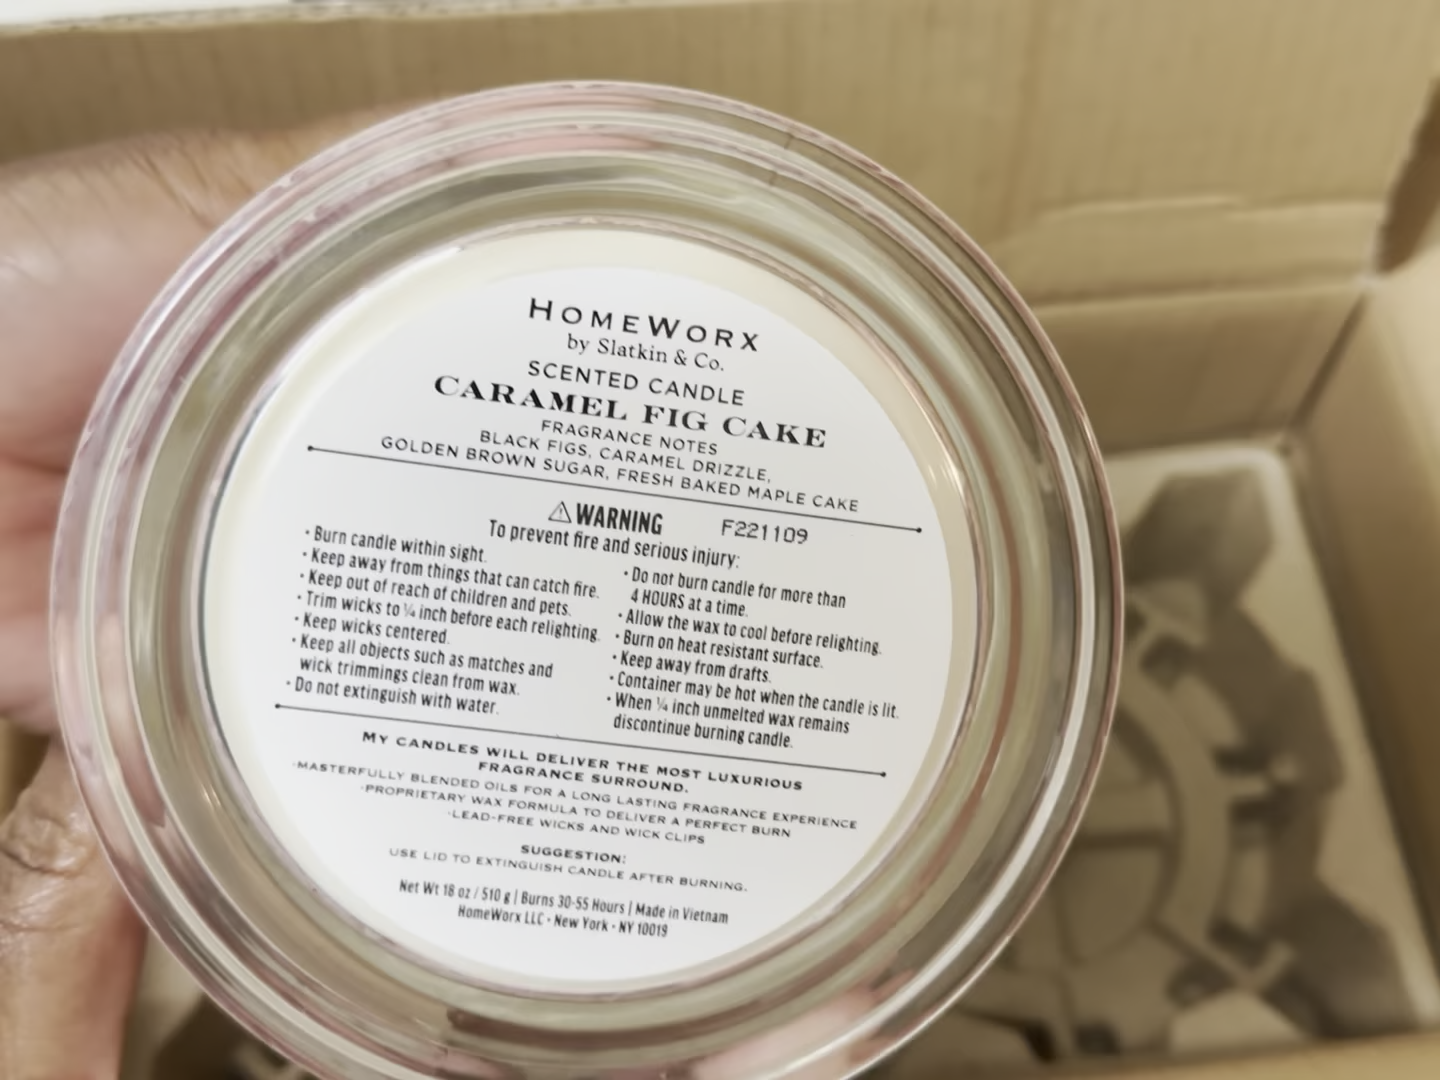 HOMEWORX
by Slatkin & Co.
SCENTED CANDLE
CARAMEL FIG CAKE
FRAGRANCE NOTES
BLACK FIGS, CARAMEL DRIZZLE,
GOLDEN BROWN SUGAR, FRESH BAKED MAPLE CAKE
⚠WARNING F221109
To prevent fire and serious injury:
• Burn candle within sight.
• Keep away from things that can catch fire.
• Keep out of reach of children and pets.
• Trim wicks to ¼ inch before each relighting.
• Keep wicks centered.
• Keep all objects such as matches and
wick trimmings clean from wax.
• Do not extinguish with water.
• Do not burn candle for more than
4 HOURS at a time.
• Allow the wax to cool before relighting.
• Burn on heat resistant surface.
• Keep away from drafts.
• Container may be hot when the candle is lit.
• When ¼ inch unmelted wax remains
discontinue burning candle.
MY CANDLES WILL DELIVER THE MOST LUXURIOUS
FRAGRANCE SURROUND.
·MASTERFULLY BLENDED OILS FOR A LONG LASTING FRAGRANCE EXPERIENCE
·PROPRIETARY WAX FORMULA TO DELIVER A PERFECT BURN
·LEAD-FREE WICKS AND WICK CLIPS
SUGGESTION:
USE LID TO EXTINGUISH CANDLE AFTER BURNING.
Net Wt 18 oz / 510 g | Burns 30-55 Hours | Made in Vietnam
HomeWorx LLC · New York · NY 10019